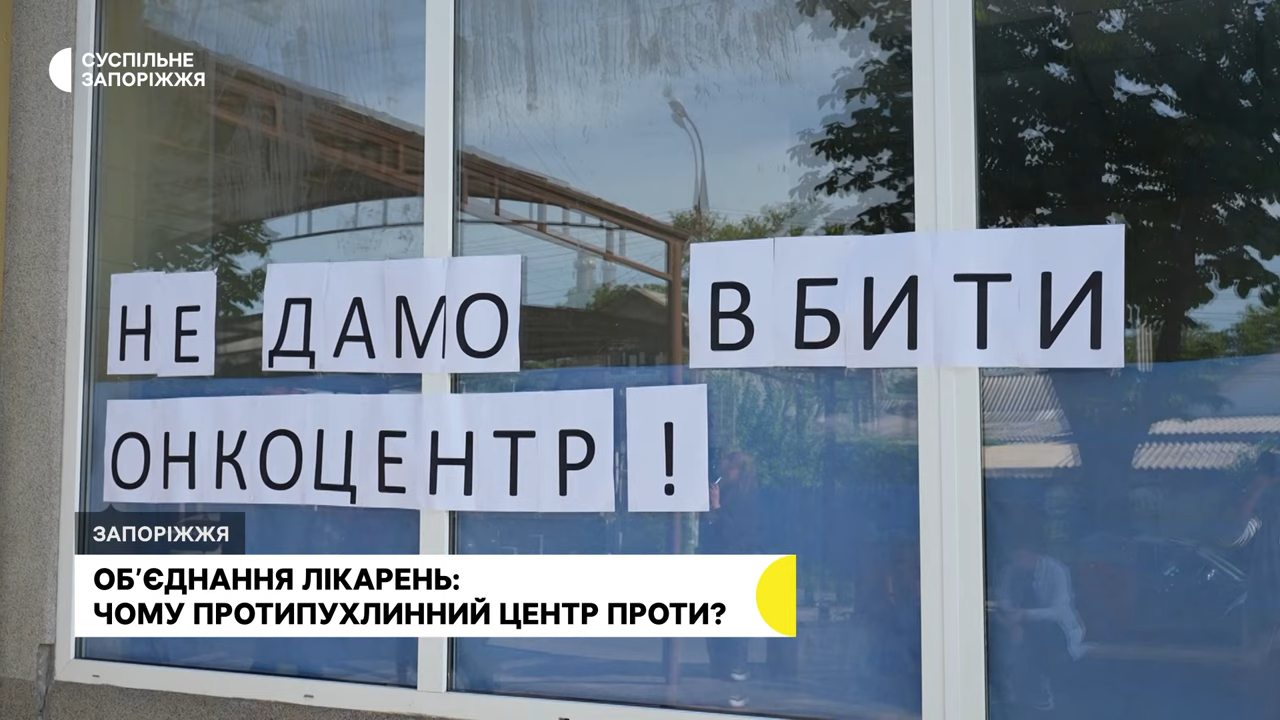 СУСПІЛЬНЕ
ЗАПОРІЖЖЯ
НЕ ДАМО ВБИТИ
ОНКОЦЕНТР!
ЗАПОРІЖЖЯ
ОБ’ЄДНАННЯ ЛІКАРЕНЬ:
ЧОМУ ПРОТИПУХЛИННИЙ ЦЕНТР ПРОТИ?